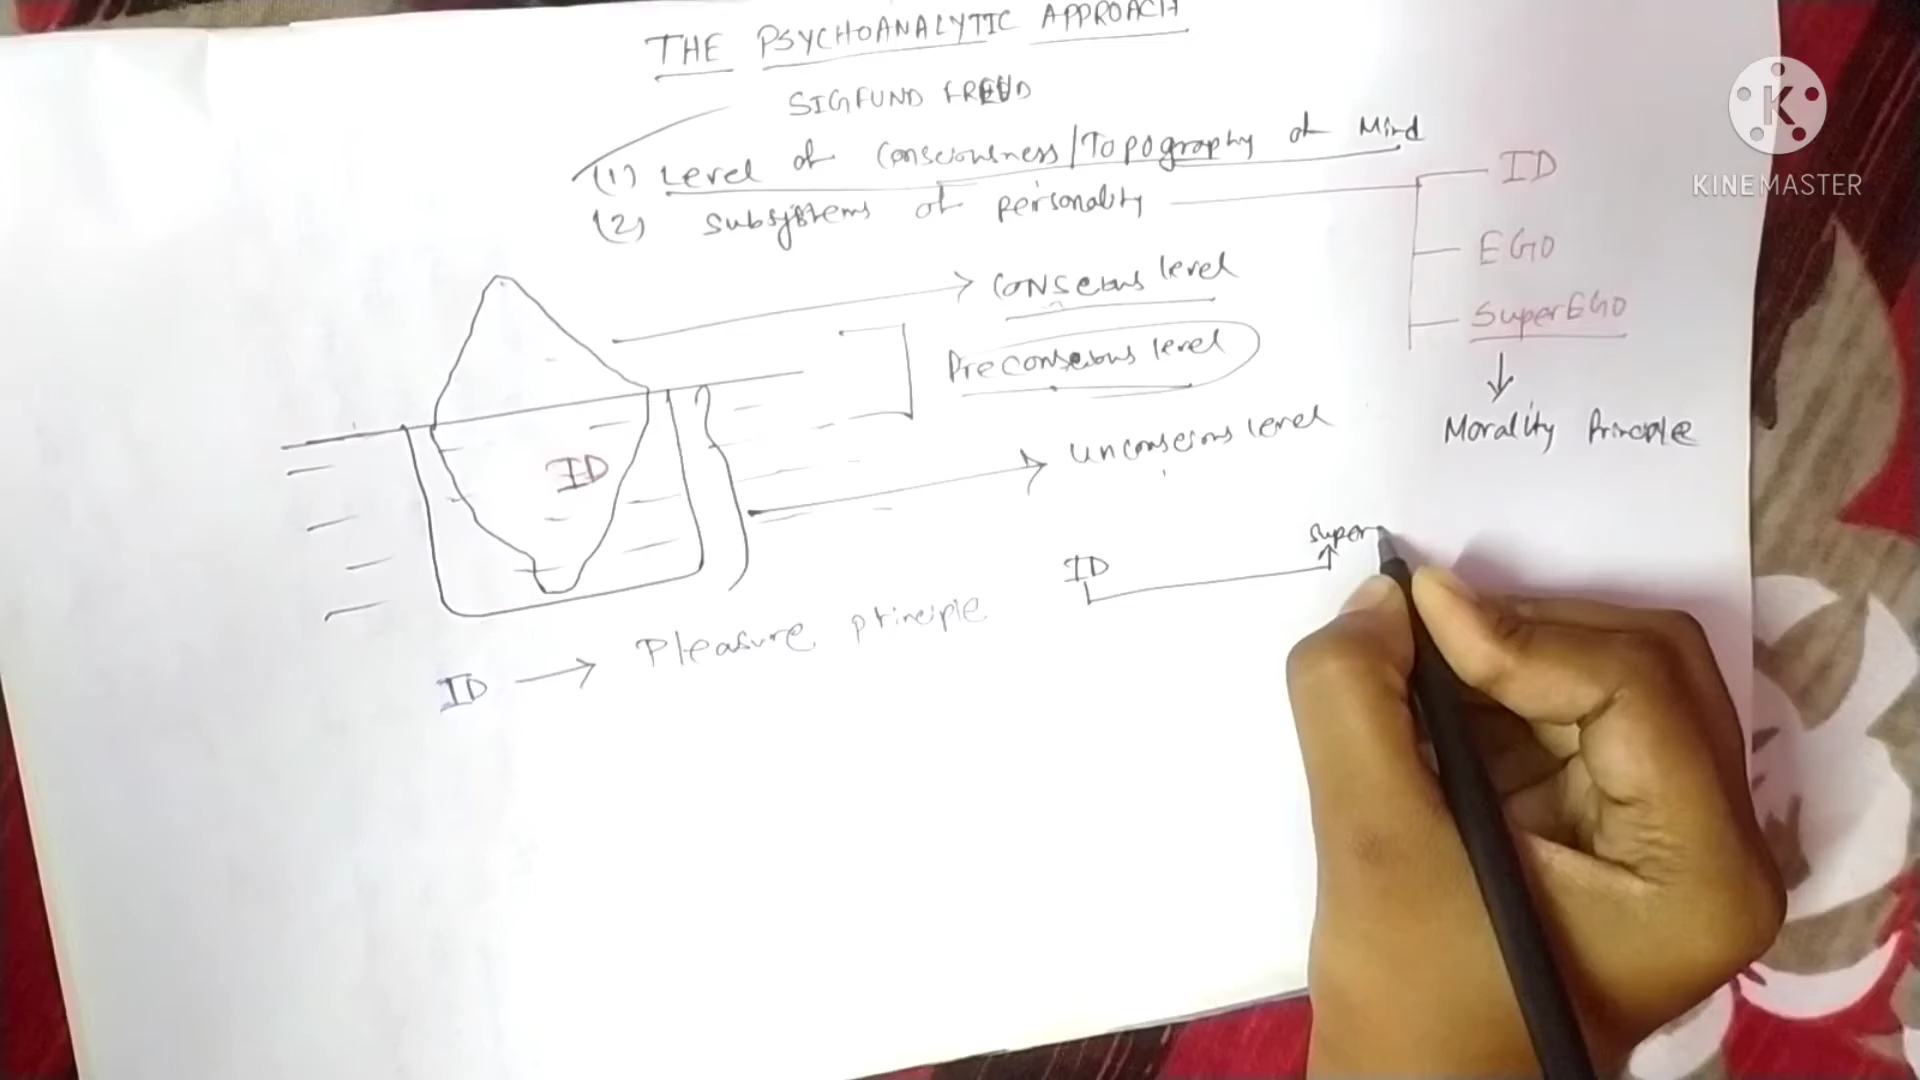 THE PSYCHOANALYTIC APPROACH
SIGFUND FREUD
(1) Level of Consciousness/Topography of Mind
(2) subsystems of personality
ID
EGO
SuperEGO
Morality Principle
Conscious level
Preconscious level
Unconscious level
ID
ID
super
ID → Pleasure principle
K
KINEMASTER